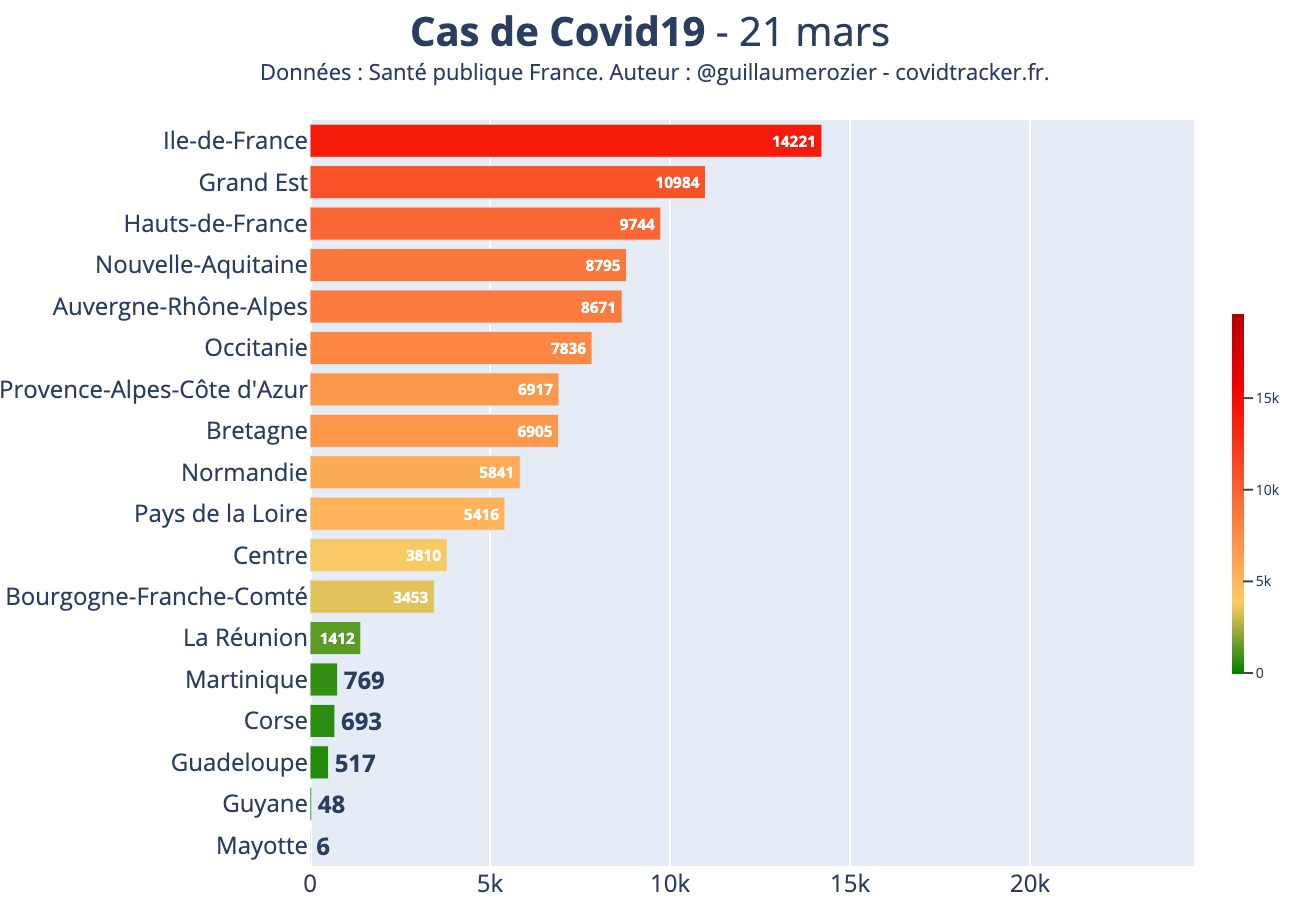 Cas de Covid19 - 21 mars
Données : Santé publique France. Auteur : @guillaumerozier - covidtracker.fr.
Ile-de-France 14221
Grand Est 10984
Hauts-de-France 9744
Nouvelle-Aquitaine 8795
Auvergne-Rhône-Alpes 8671
Occitanie 7836
Provence-Alpes-Côte d'Azur 6917
Bretagne 6905
Normandie 5841
Pays de la Loire 5416
Centre 3810
Bourgogne-Franche-Comté 3453
La Réunion 1412
Martinique 769
Corse 693
Guadeloupe 517
Guyane 48
Mayotte 6
0 5k 10k 15k 20k
15k
10k
5k
0